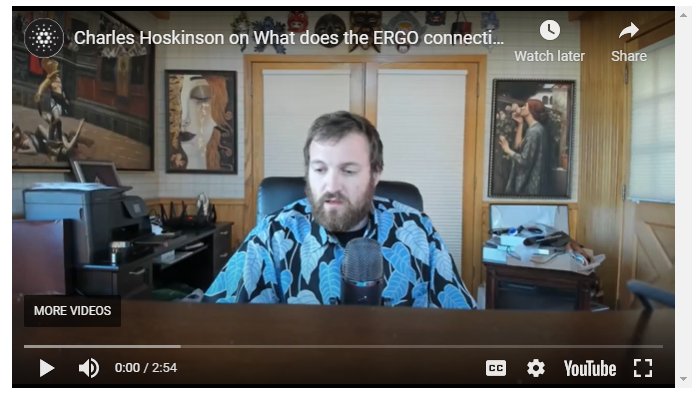 Charles Hoskinson on What does the ERGO connecti...
Watch later
Share
MORE VIDEOS
0:00 / 2:54
CC
YouTube